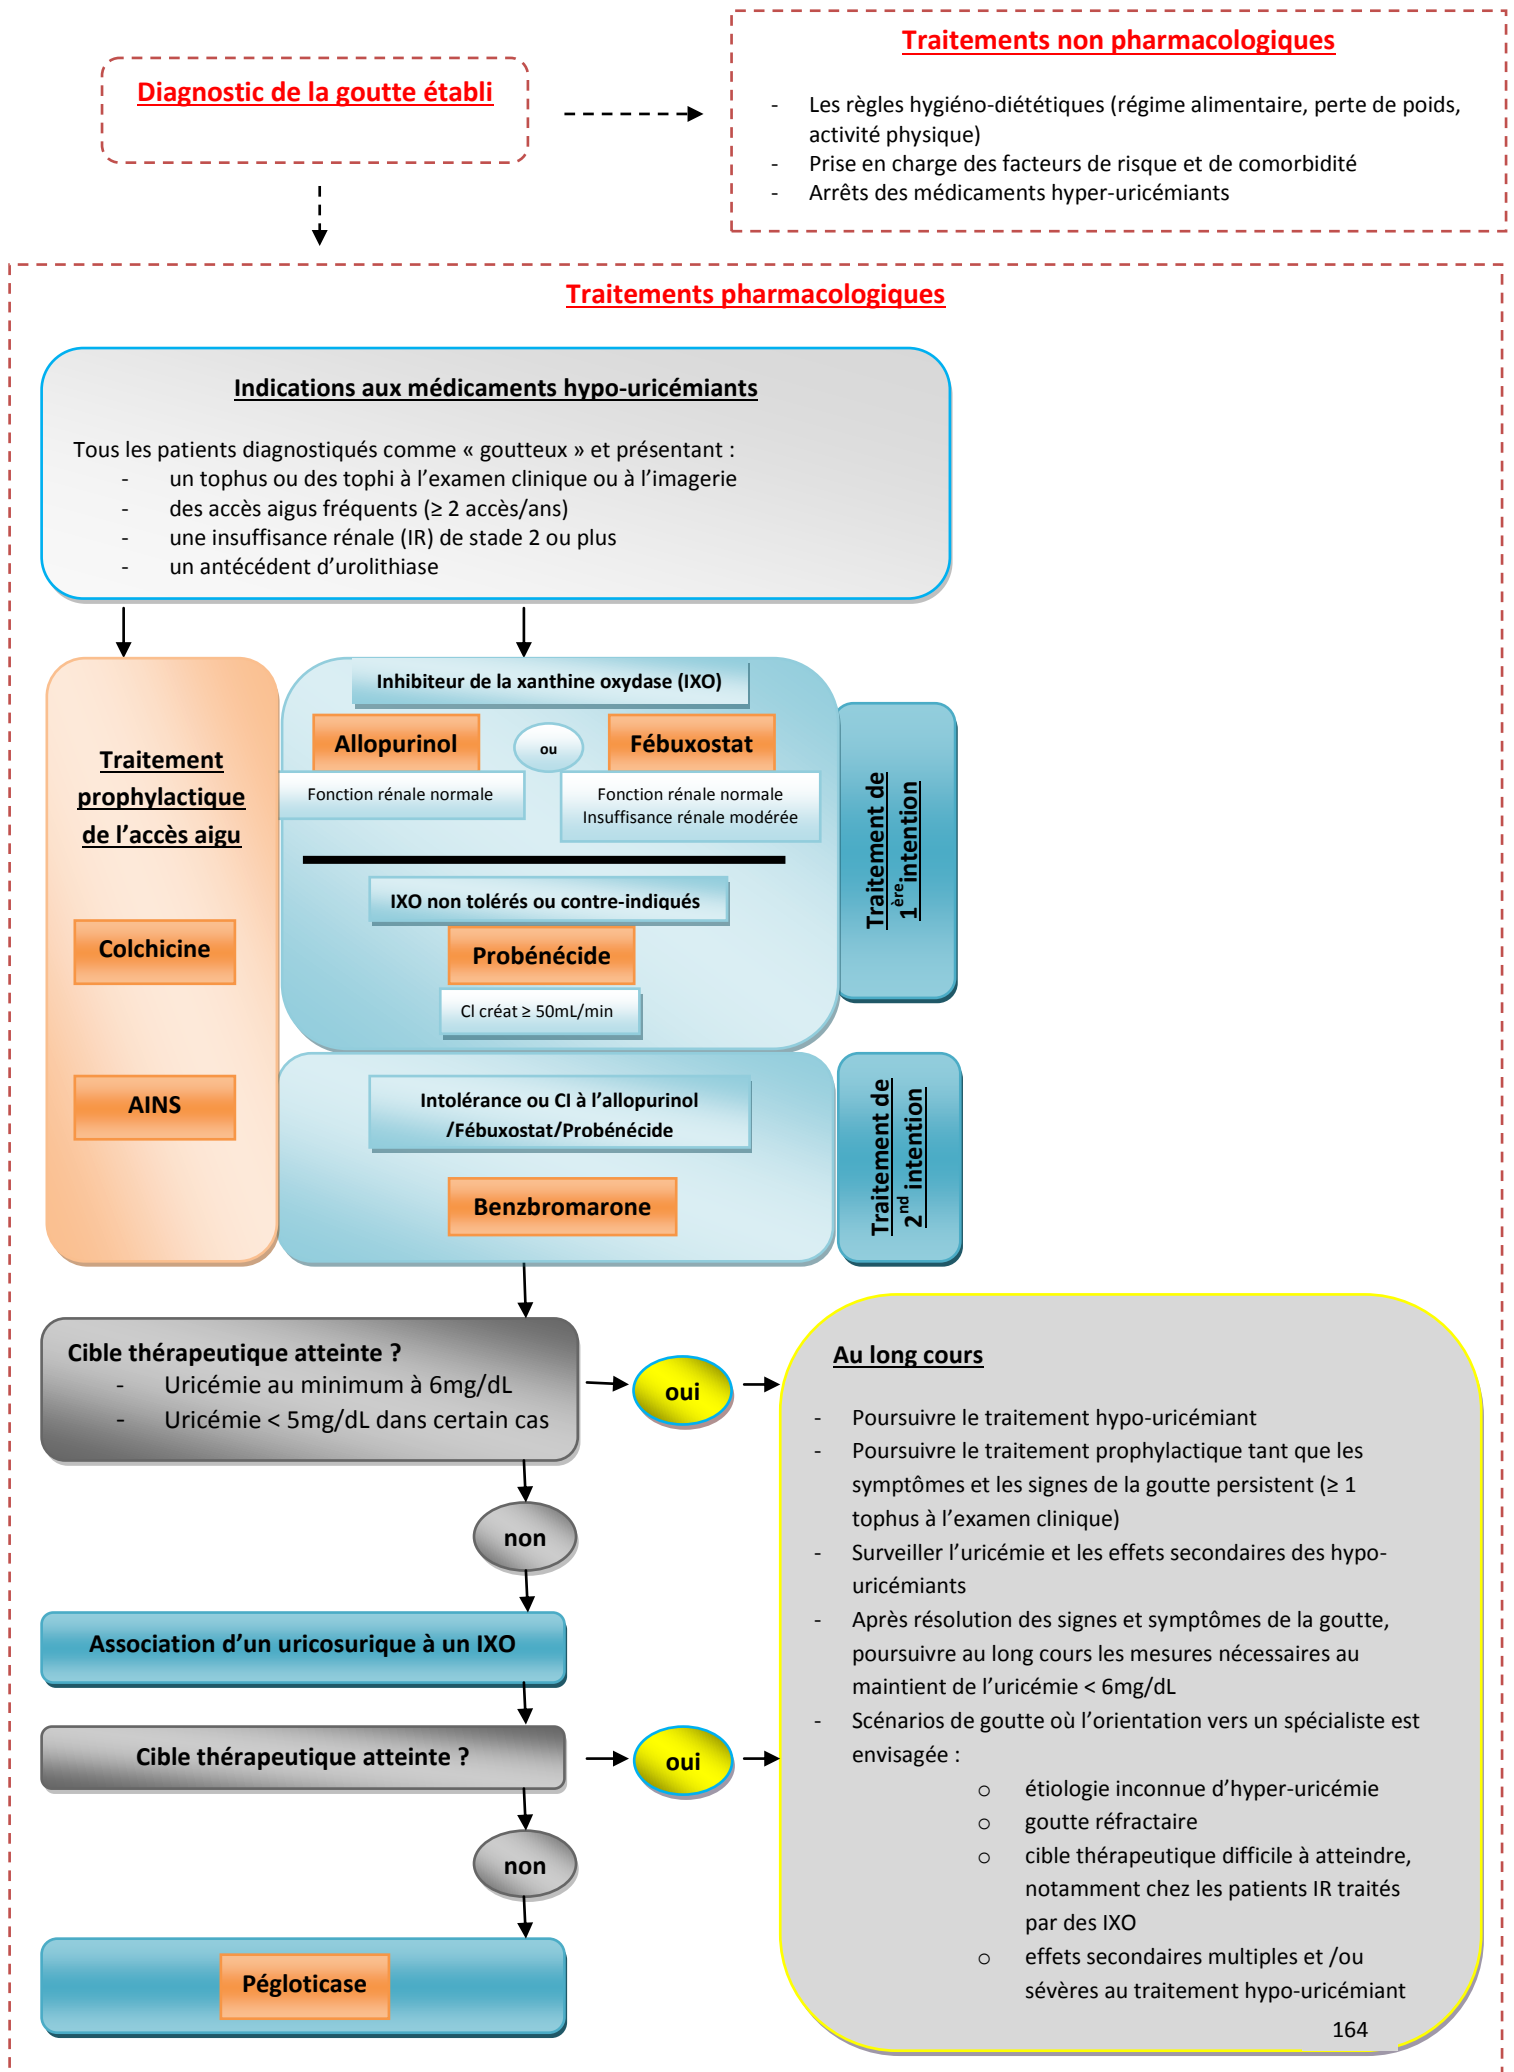 Diagnostic de la goutte établi
Traitements non pharmacologiques
- Les règles hygiéno-diététiques (régime alimentaire, perte de poids,
activité physique)
- Prise en charge des facteurs de risque et de comorbidité
- Arrêts des médicaments hyper-uricémiants
Traitements pharmacologiques
Indications aux médicaments hypo-uricémiants
Tous les patients diagnostiqués comme « goutteux » et présentant :
- un tophus ou des tophi à l'examen clinique ou à l'imagerie
- des accès aigus fréquents (≥ 2 accès/ans)
- une insuffisance rénale (IR) de stade 2 ou plus
- un antécédent d'urolithiase
Traitement
prophylactique
de l'accès aigu
Colchicine
AINS
Inhibiteur de la xanthine oxydase (IXO)
Allopurinol
ou
Fébuxostat
Fonction rénale normale
Fonction rénale normale
Insuffisance rénale modérée
IXO non tolérés ou contre-indiqués
Probénécide
Cl créat ≥ 50mL/min
Traitement de
1ère intention
Intolérance ou CI à l'allopurinol
/Fébuxostat/Probénécide
Benzbromarone
Traitement de
2nd intention
Cible thérapeutique atteinte ?
- Uricémie au minimum à 6mg/dL
- Uricémie < 5mg/dL dans certain cas
oui
non
Association d'un uricosurique à un IXO
Cible thérapeutique atteinte ?
oui
non
Pégloticase
Au long cours
- Poursuivre le traitement hypo-uricémiant
- Poursuivre le traitement prophylactique tant que les
symptômes et les signes de la goutte persistent (≥ 1
tophus à l'examen clinique)
- Surveiller l'uricémie et les effets secondaires des hypo-
uricémiants
- Après résolution des signes et symptômes de la goutte,
poursuivre au long cours les mesures nécessaires au
maintient de l'uricémie < 6mg/dL
- Scénarios de goutte où l'orientation vers un spécialiste est
envisagée :
o étiologie inconnue d'hyper-uricémie
o goutte réfractaire
o cible thérapeutique difficile à atteindre,
notamment chez les patients IR traités
par des IXO
o effets secondaires multiples et /ou
sévères au traitement hypo-uricémiant
164